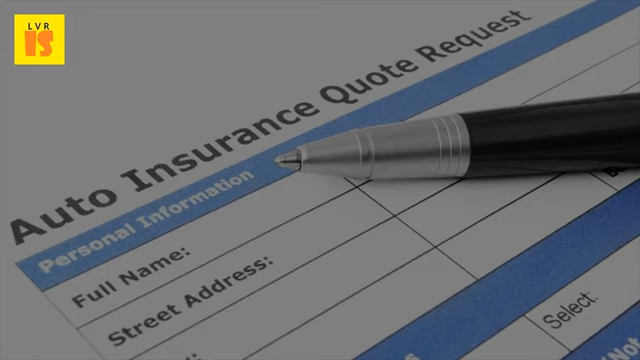 LVR
IS
Auto Insurance Quote Request
Personal Information
Full Name:
Street Address:
Select: